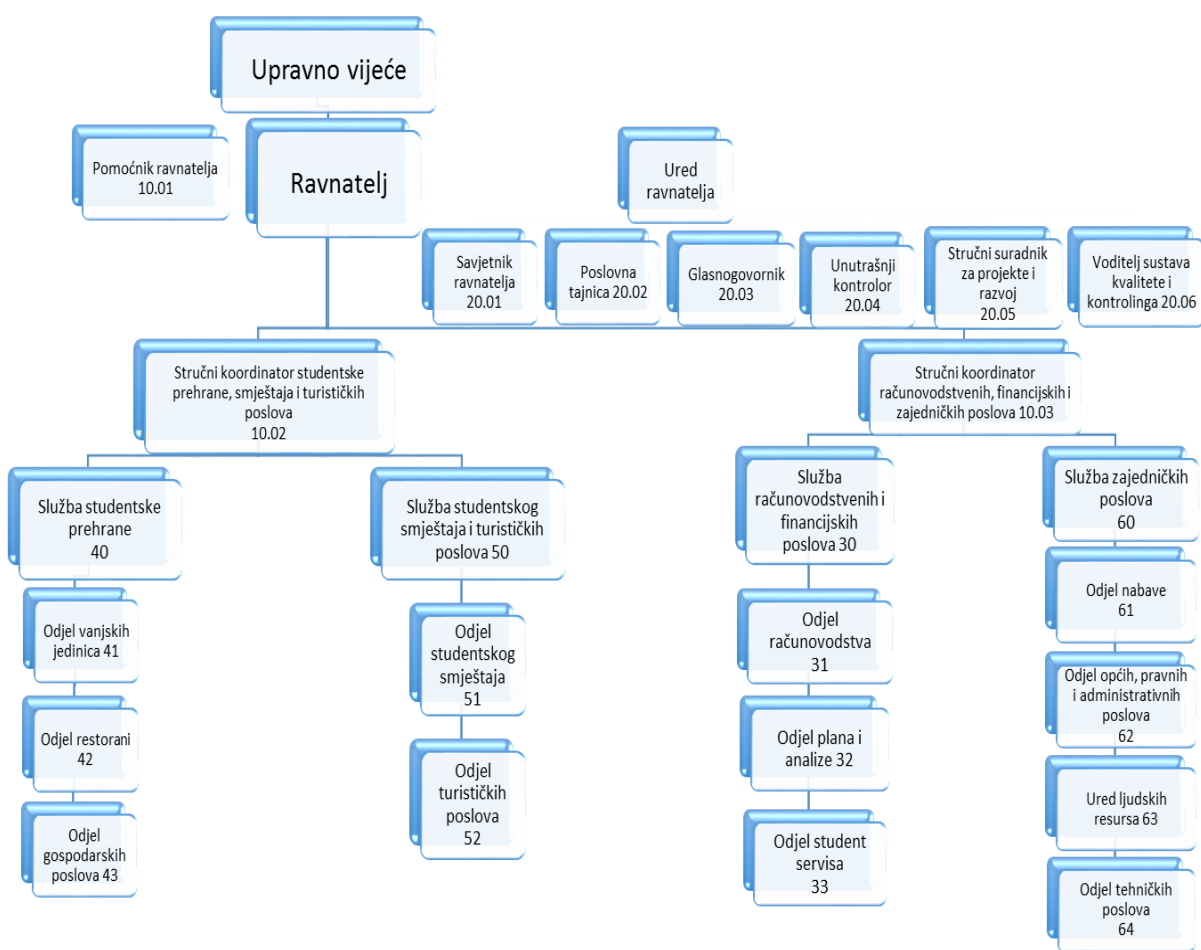 Upravno vijeće
Pomoćnik ravnatelja
10.01
Ravnatelj
Ured
ravnatelja
Savjetnik
ravnatelja
20.01
Poslovna
tajnica 20.02
Glasnogovornik
20.03
Unutrašnji
kontrolor
20.04
Stručni suradnik
za projekte i
razvoj
20.05
Voditelj sustava
kvalitete i
kontrolinga 20.06
Stručni koordinator studentske
prehrane, smještaja i turističkih
poslova
10.02
Stručni koordinator
računovodstvenih, financijskih i
zajedničkih poslova 10.03
Služba studentske
prehrane
40
Služba studentskog
smještaja i turističkih
poslova 50
Služba
računovodstvenih i
financijskih
poslova 30
Služba zajedničkih
poslova
60
Odjel vanjskih
jedinica 41
Odjel restorani
42
Odjel
gospodarskih
poslova 43
Odjel
studentskog
smještaja
51
Odjel
turističkih
poslova
52
Odjel
računovodstva
31
Odjel plana i
analize 32
Odjel student
servisa
33
Odjel nabave
61
Odjel općih, pravnih
i administrativnih
poslova
62
Ured ljudskih
resursa 63
Odjel tehničkih
poslova
64